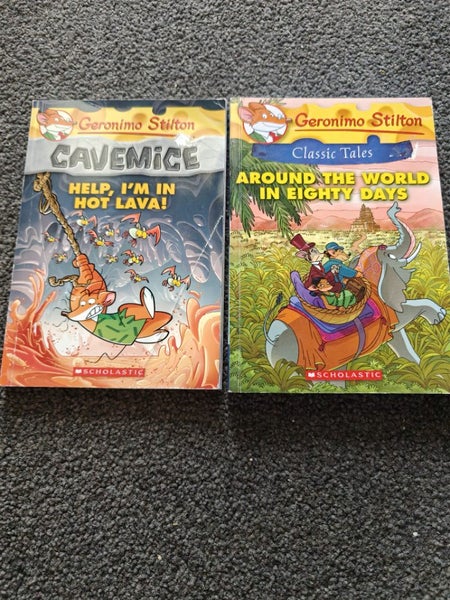 Geronimo Stilton
CAVEMICE
HELP, I'M IN
HOT LAVA!
SCHOLASTIC
Geronimo Stilton
Classic Tales
AROUND THE WORLD
IN EIGHTY DAYS
SCHOLASTIC